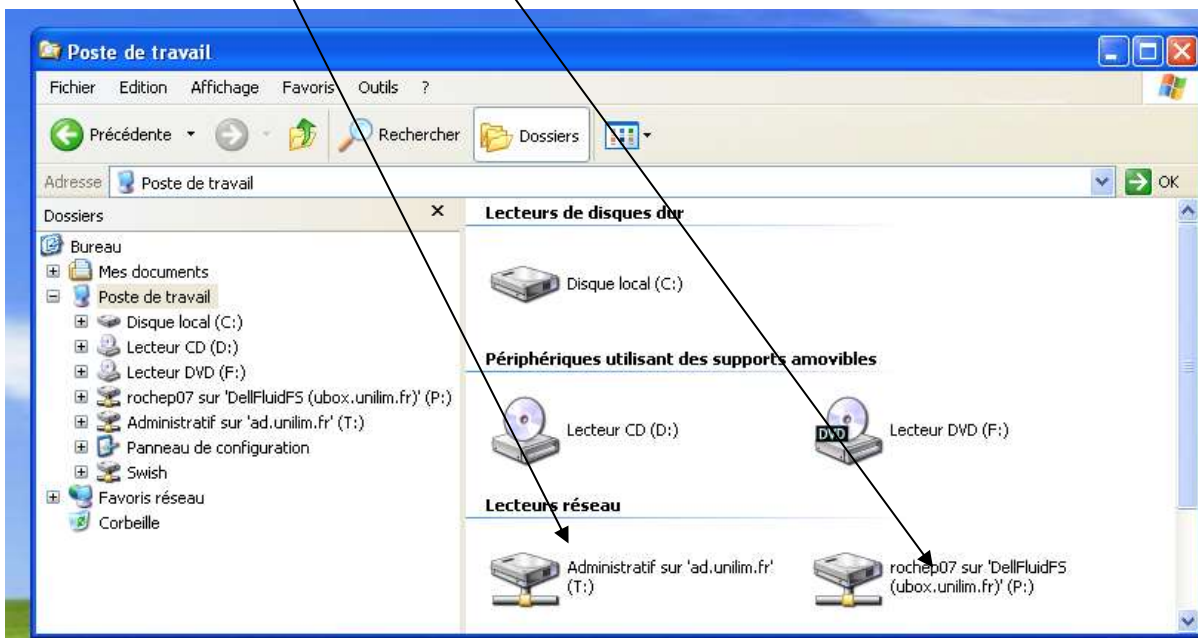 Poste de travail
Fichier Edition Affichage Favoris Outils ?
Précédente Rechercher Dossiers
Adresse Poste de travail OK
Dossiers x
Bureau
Mes documents
Poste de travail
Disque local (C:)
Lecteur CD (D:)
Lecteur DVD (F:)
rochep07 sur 'DellFluidFS (ubox.unilim.fr)' (P:)
Administratif sur 'ad.unilim.fr' (T:)
Panneau de configuration
Swish
Favoris réseau
Corbeille
Lecteurs de disques dur
Disque local (C:)
Périphériques utilisant des supports amovibles
Lecteur CD (D:)
DVD
Lecteur DVD (F:)
Lecteurs réseau
Administratif sur 'ad.unilim.fr'
(T:)
rochep07 sur 'DellFluidFS
(ubox.unilim.fr)' (P:)